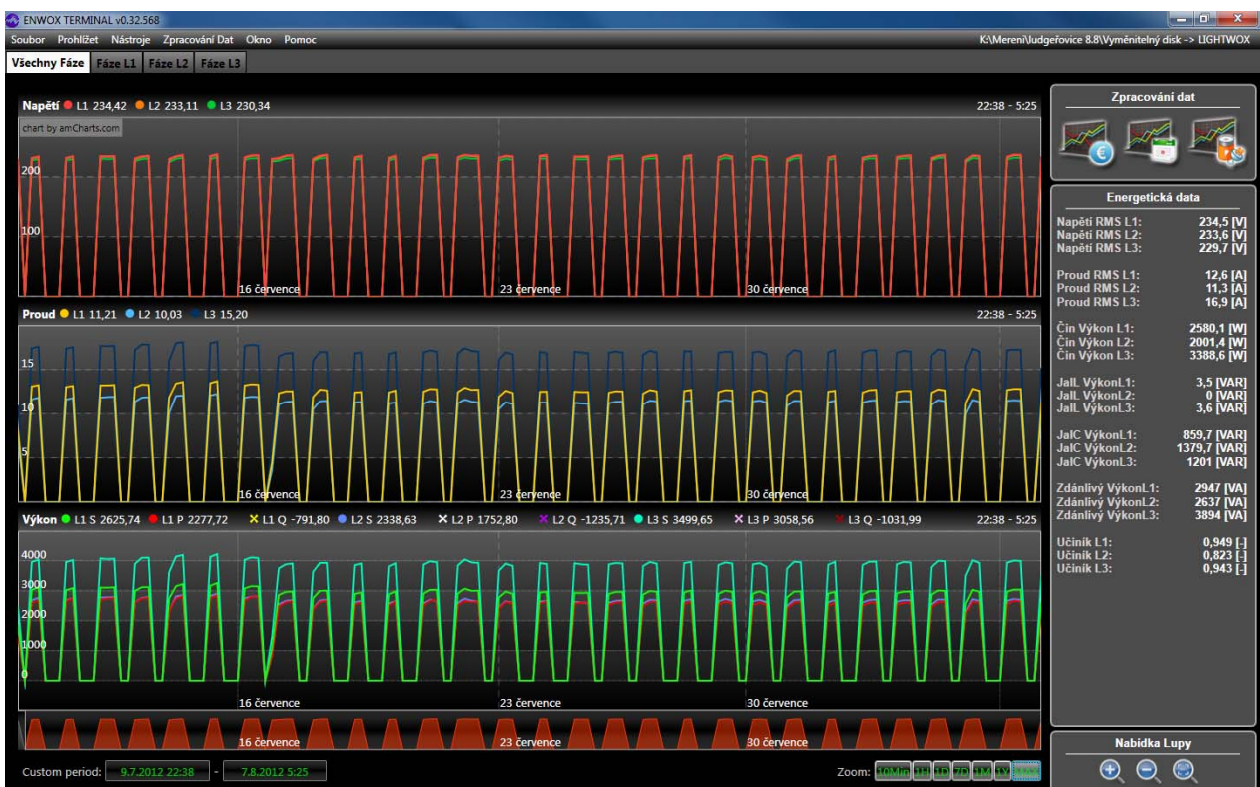 ENWOX TERMINAL v0.32.568
Soubor Prohlížet Nástroje Zpracování Dat Okno Pomoc K:\Mereni\ludgeřovice 8.8\Vyměnitelný disk -> LIGHTWOX
Všechny Fáze Fáze L1 Fáze L2 Fáze L3
Napětí L1 234,42 L2 233,11 L3 230,34 22:38 - 5:25
chart by amCharts.com
200
100
16 července 23 července 30 července
Proud L1 11,21 L2 10,03 L3 15,20 22:38 - 5:25
15
10
5
16 července 23 července 30 července
Výkon L1 S 2625,74 L1 P 2277,72 L1 Q -791,80 L2 S 2338,63 L2 P 1752,80 L2 Q -1235,71 L3 S 3499,65 L3 P 3058,56 L3 Q -1031,99 22:38 - 5:25
4000
3000
2000
1000
0
16 července 23 července 30 července
16 července 23 července 30 července
Custom period: 9.7.2012 22:38 - 7.8.2012 5:25 Zoom: 10Min 1H 1D 7D 1M 1Y MAX
Zpracování dat
Energetická data
Napětí RMS L1: 234,5 [V]
Napětí RMS L2: 233,6 [V]
Napětí RMS L3: 229,7 [V]
Proud RMS L1: 12,6 [A]
Proud RMS L2: 11,3 [A]
Proud RMS L3: 16,9 [A]
Čin Výkon L1: 2580,1 [W]
Čin Výkon L2: 2001,4 [W]
Čin Výkon L3: 3388,6 [W]
JalL VýkonL1: 3,5 [VAR]
JalL VýkonL2: 0 [VAR]
JalL VýkonL3: 3,6 [VAR]
JalC VýkonL1: 859,7 [VAR]
JalC VýkonL2: 1379,7 [VAR]
JalC VýkonL3: 1201 [VAR]
Zdánlivý VýkonL1: 2947 [VA]
Zdánlivý VýkonL2: 2637 [VA]
Zdánlivý VýkonL3: 3894 [VA]
Učiník L1: 0,949 [-]
Učiník L2: 0,823 [-]
Učiník L3: 0,943 [-]
Nabídka Lupy